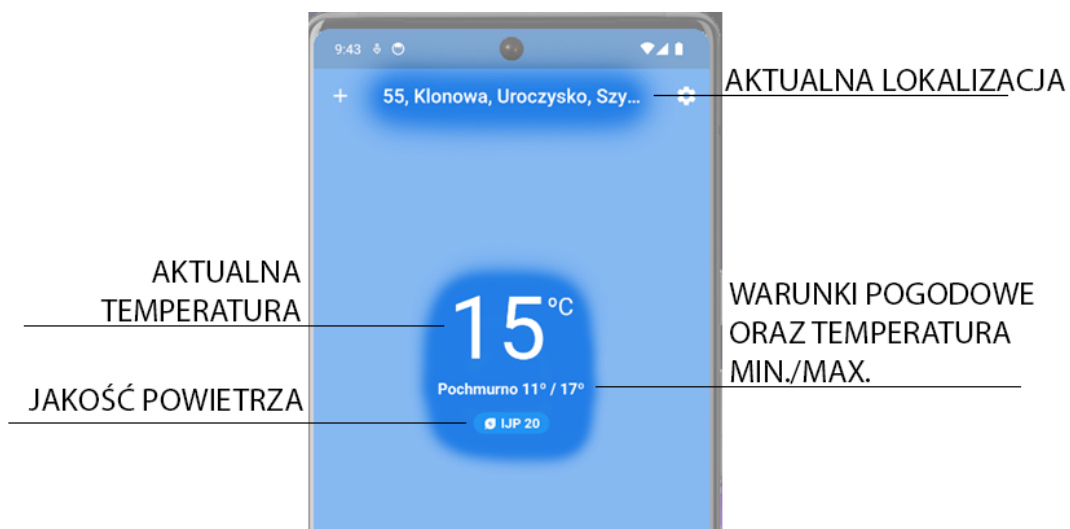 9:43
+ 55, Klonowa, Uroczysko, Szy...
AKTUALNA LOKALIZACJA
AKTUALNA
TEMPERATURA
15°C
WARUNKI POGODOWE
ORAZ TEMPERATURA
MIN./MAX.
Pochmurno 11° / 17°
JAKOŚĆ POWIETRZA
IJP 20